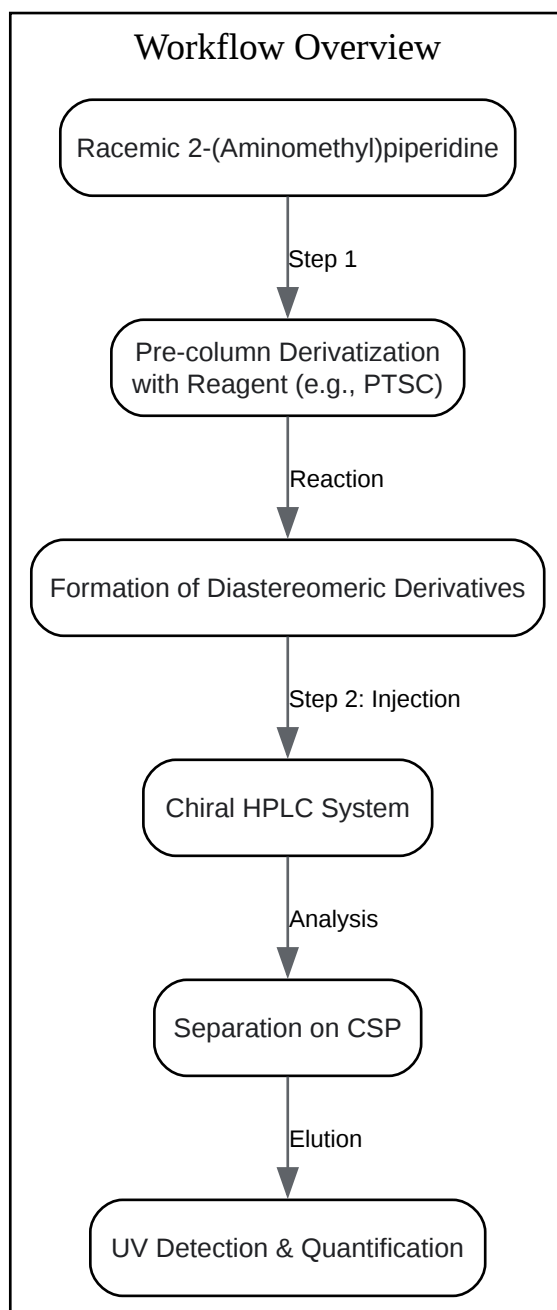 Workflow Overview
Racemic 2-(Aminomethyl)piperidine
Step 1
Pre-column Derivatization
with Reagent (e.g., PTSC)
Reaction
Formation of Diastereomeric Derivatives
Step 2: Injection
Chiral HPLC System
Analysis
Separation on CSP
Elution
UV Detection & Quantification